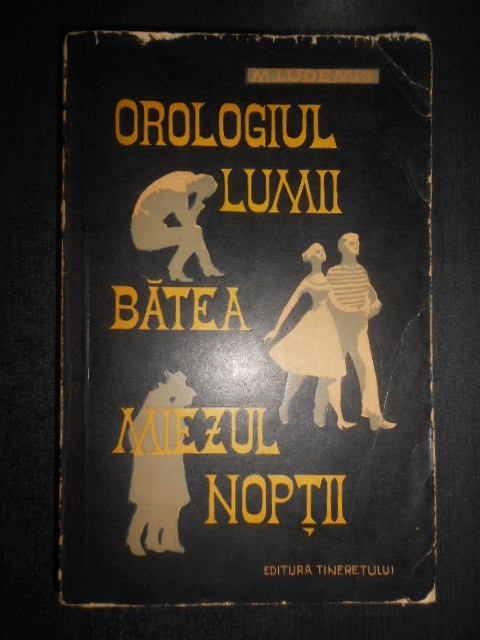 M. LUDEMIS
OROLOGIUL
LUMII
BĂTEA
MIEZUL
NOPȚII
EDITURA TINERETULUI